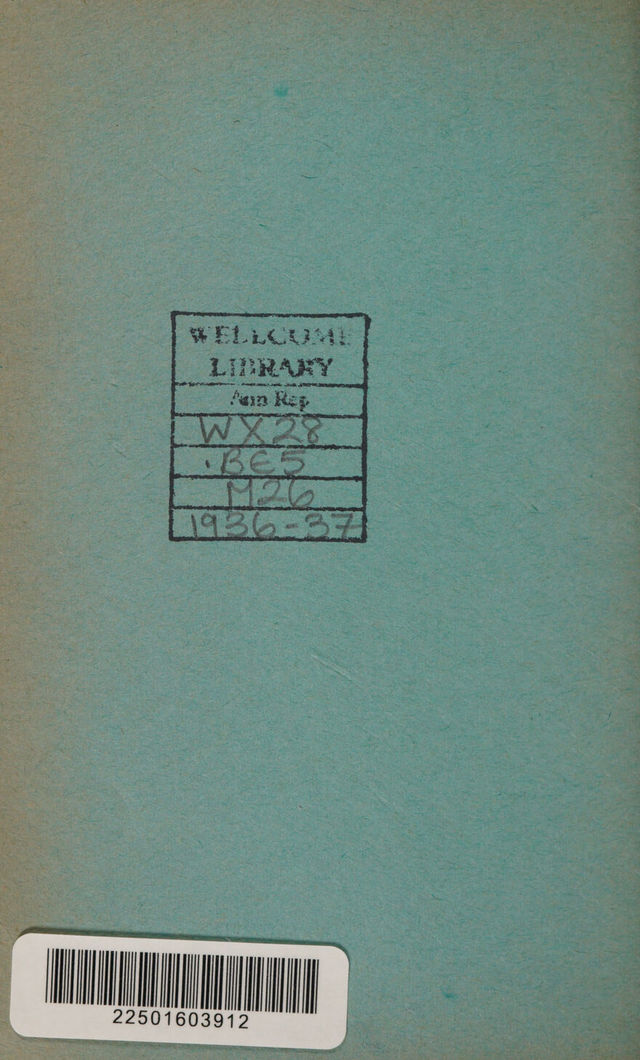 WELLCOME
LIBRARY
Ann Rep
WX28
.BE5
M26
1936-37
22501603912